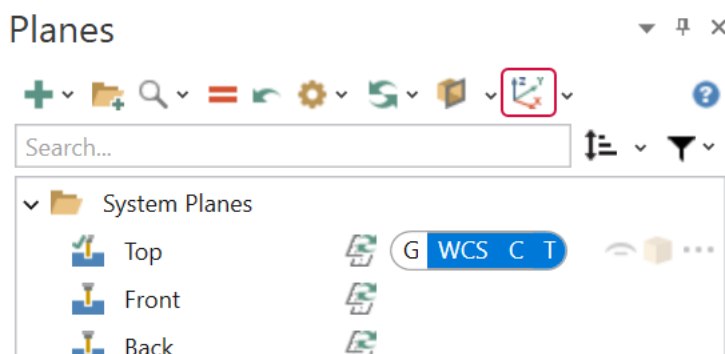 Planes
Z Y
X
?
Search...
System Planes
Top G WCS C T
Front
Back